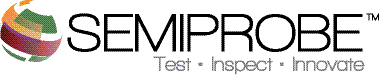 SEMIPROBE™
Test • Inspect • Innovate